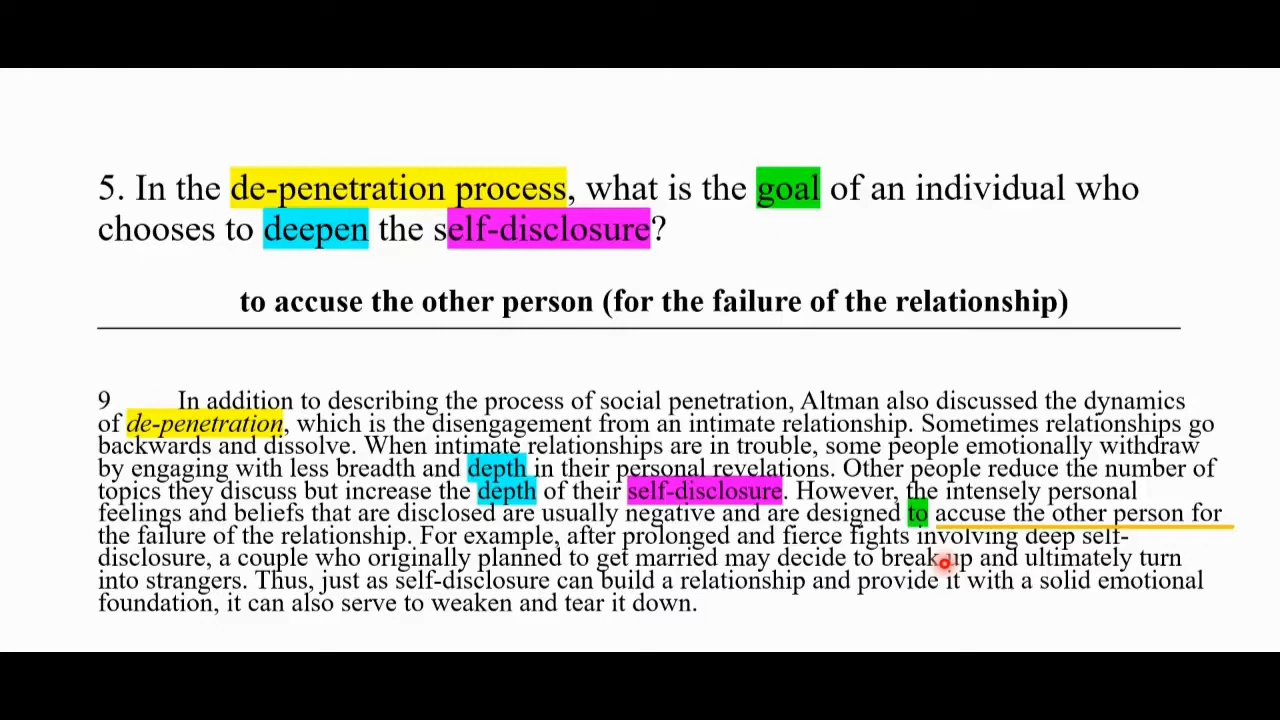 5. In the de-penetration process, what is the goal of an individual who
chooses to deepen the self-disclosure?
to accuse the other person (for the failure of the relationship)
9 In addition to describing the process of social penetration, Altman also discussed the dynamics
of de-penetration, which is the disengagement from an intimate relationship. Sometimes relationships go
backwards and dissolve. When intimate relationships are in trouble, some people emotionally withdraw
by engaging with less breadth and depth in their personal revelations. Other people reduce the number of
topics they discuss but increase the depth of their self-disclosure. However, the intensely personal
feelings and beliefs that are disclosed are usually negative and are designed to accuse the other person for
the failure of the relationship. For example, after prolonged and fierce fights involving deep self-
disclosure, a couple who originally planned to get married may decide to break up and ultimately turn
into strangers. Thus, just as self-disclosure can build a relationship and provide it with a solid emotional
foundation, it can also serve to weaken and tear it down.